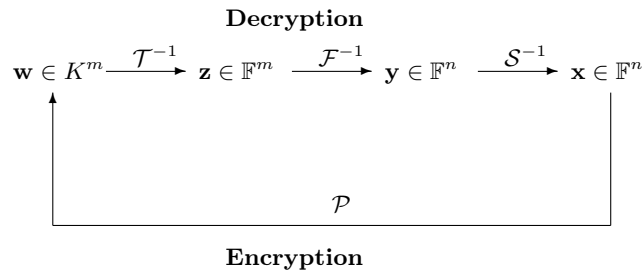 Decryption
𝒯⁻¹ ℱ⁻¹ 𝒮⁻¹
𝐰 ∈ K^m 𝐳 ∈ 𝔽^m 𝐲 ∈ 𝔽^n 𝐱 ∈ 𝔽^n
𝒫
Encryption